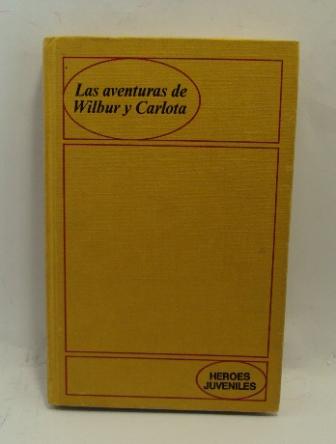 Las aventuras de
Wilbur y Carlota
HEROES
JUVENILES